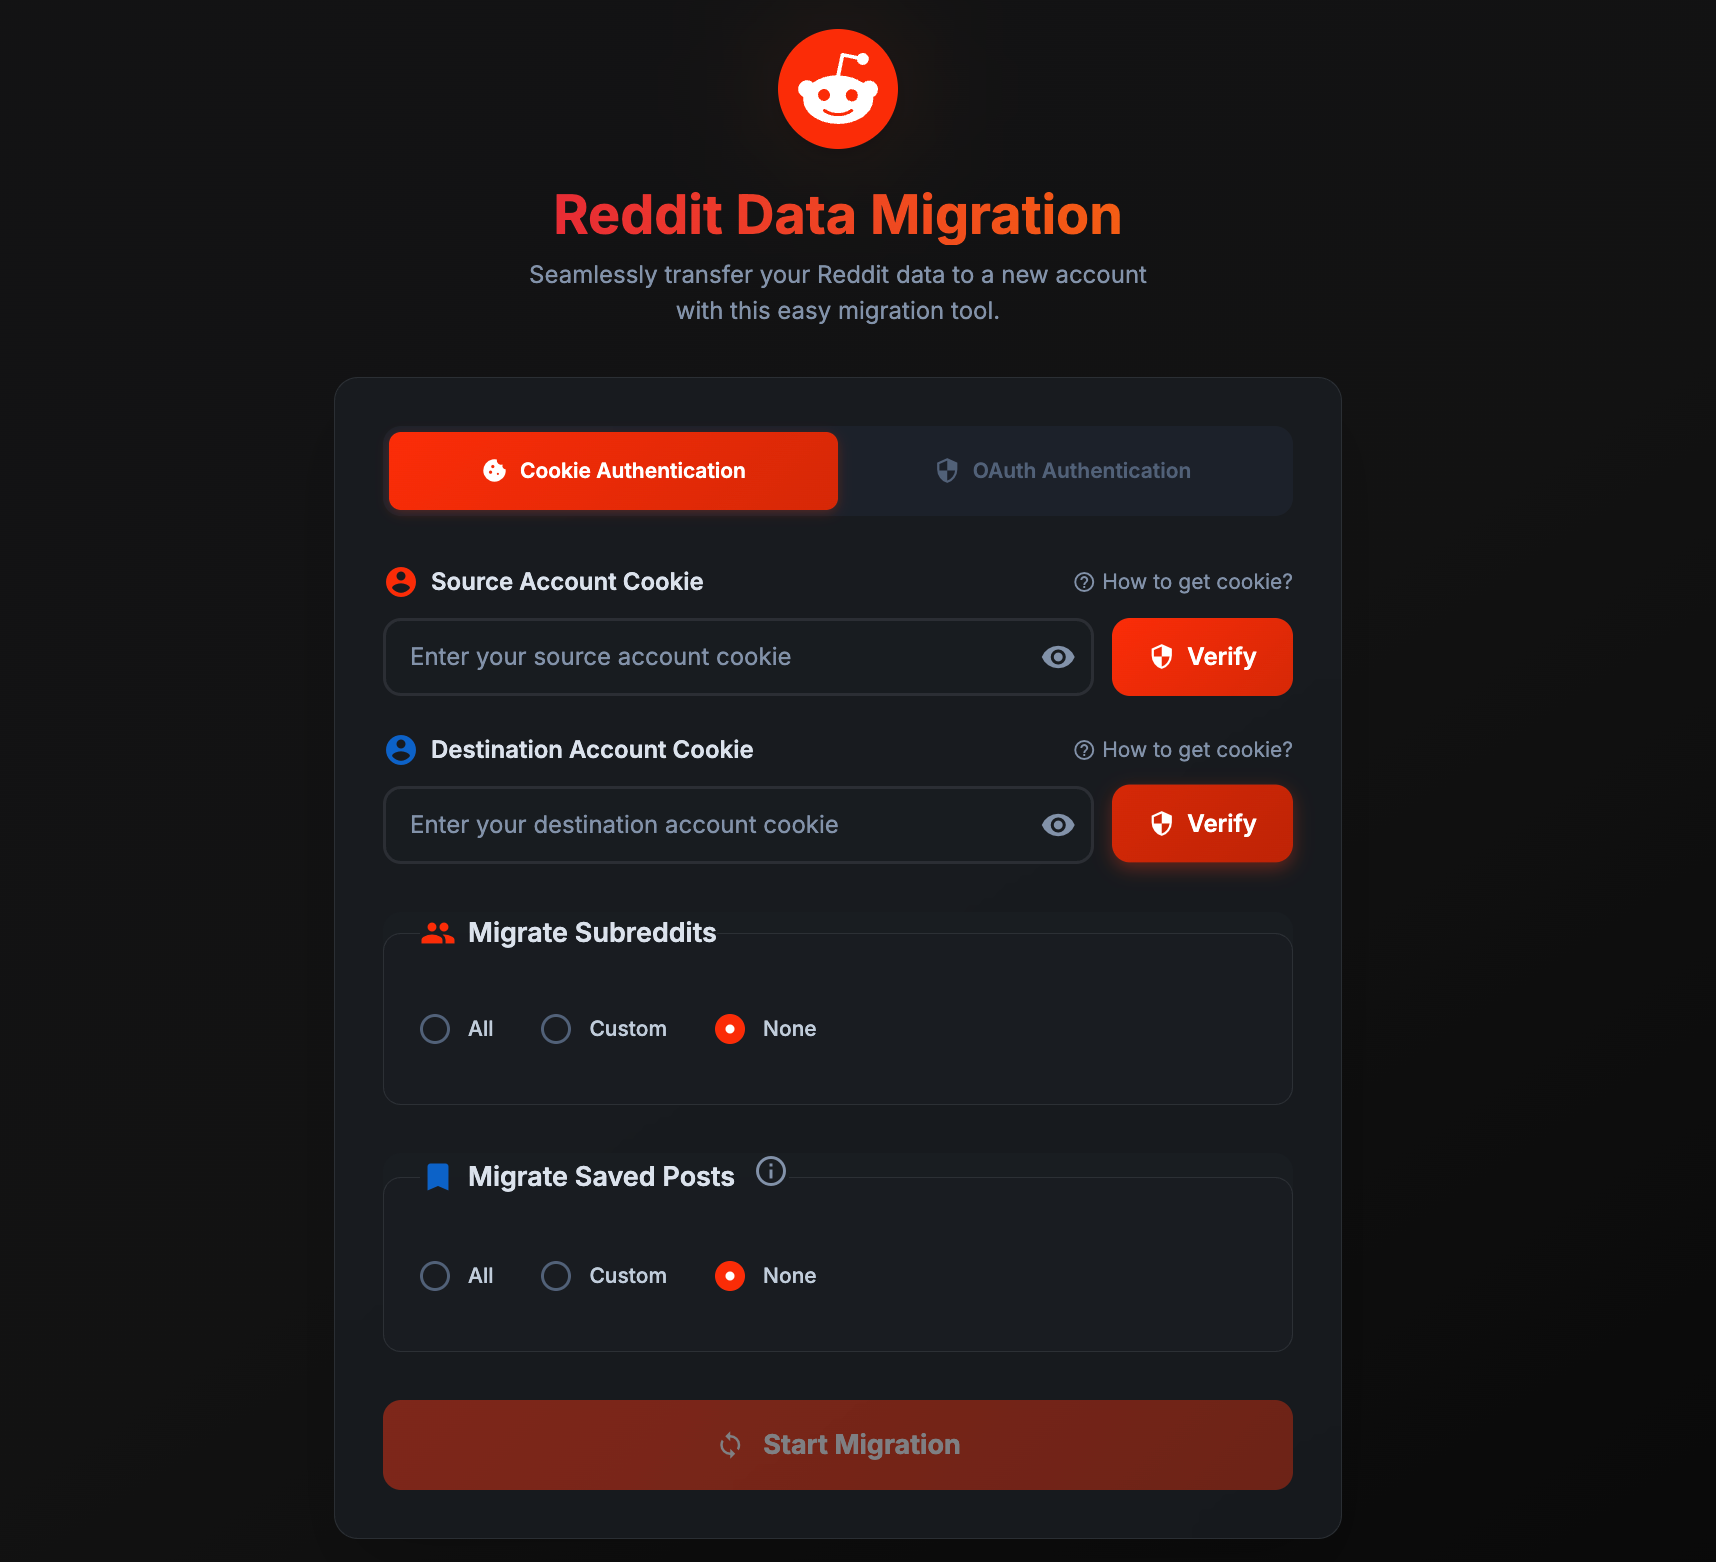 Reddit Data Migration
Seamlessly transfer your Reddit data to a new account
with this easy migration tool.
Cookie Authentication
OAuth Authentication
Source Account Cookie
How to get cookie?
Enter your source account cookie
Verify
Destination Account Cookie
How to get cookie?
Enter your destination account cookie
Verify
Migrate Subreddits
All
Custom
None
Migrate Saved Posts
All
Custom
None
Start Migration